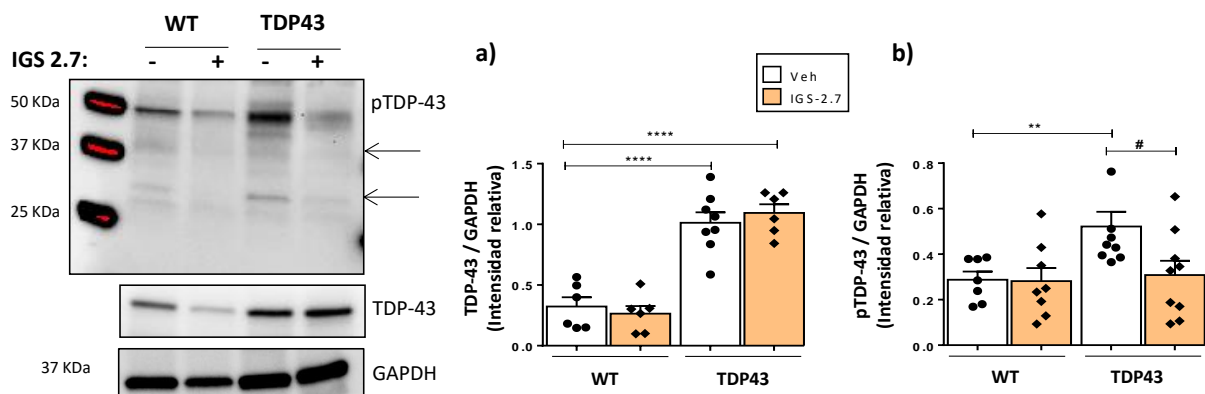 WT TDP43
IGS 2.7: - + - +
50 KDa
pTDP-43
37 KDa
25 KDa
TDP-43
37 KDa
GAPDH
a)
Veh
IGS-2.7
****
****
TDP-43 / GAPDH
(Intensidad relativa)
1.5
1.0
0.5
0.0
WT TDP43
b)
**
#
pTDP-43 / GAPDH
(Intensidad relativa)
0.8
0.6
0.4
0.2
0.0
WT TDP43